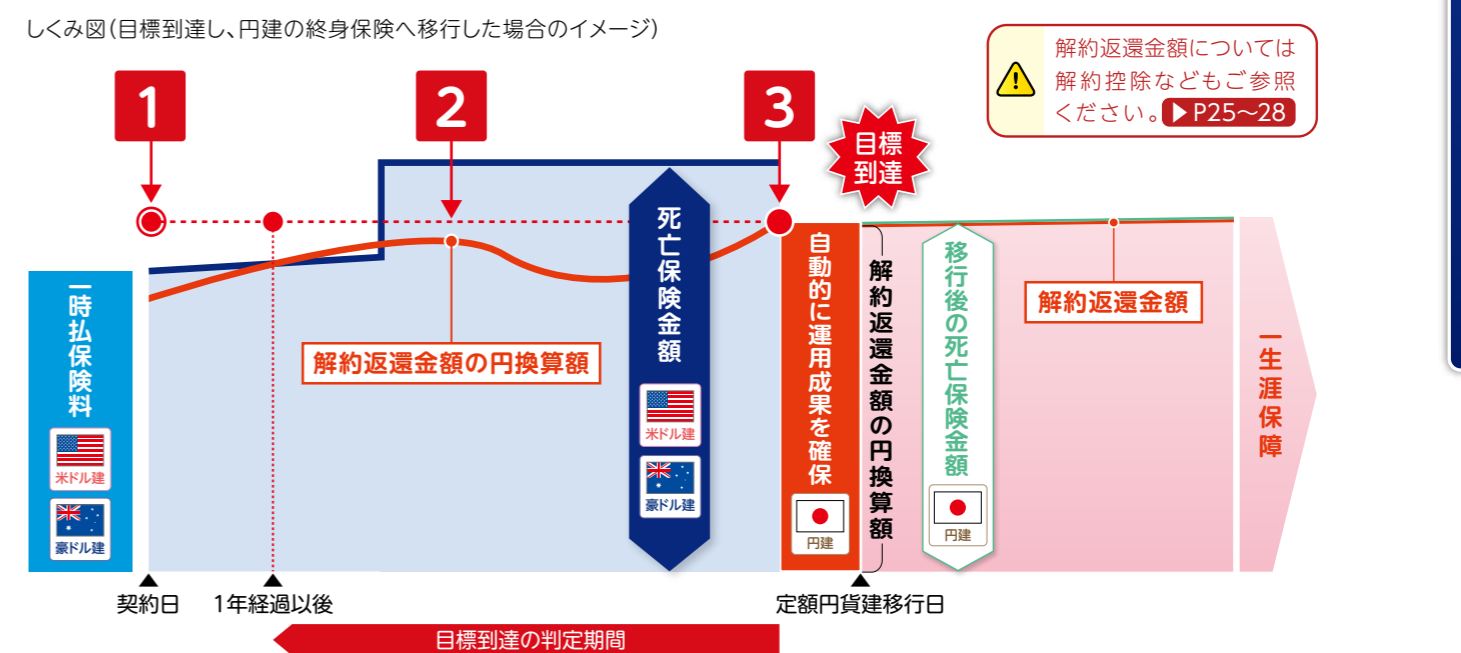 しくみ図(目標到達し、円建の終身保険へ移行した場合のイメージ)
解約返還金額については
解約控除などもご参照
ください。▶P25~28
1
2
3
目標
到達
一時払保険料
米ドル建
豪ドル建
解約返還金額の円換算額
死亡保険金額
米ドル建
豪ドル建
自動的に運用成果を確保
円建
解約返還金額の円換算額
移行後の死亡保険金額
円建
解約返還金額
一生涯保障
契約日
1年経過以後
定額円貨建移行日
目標到達の判定期間